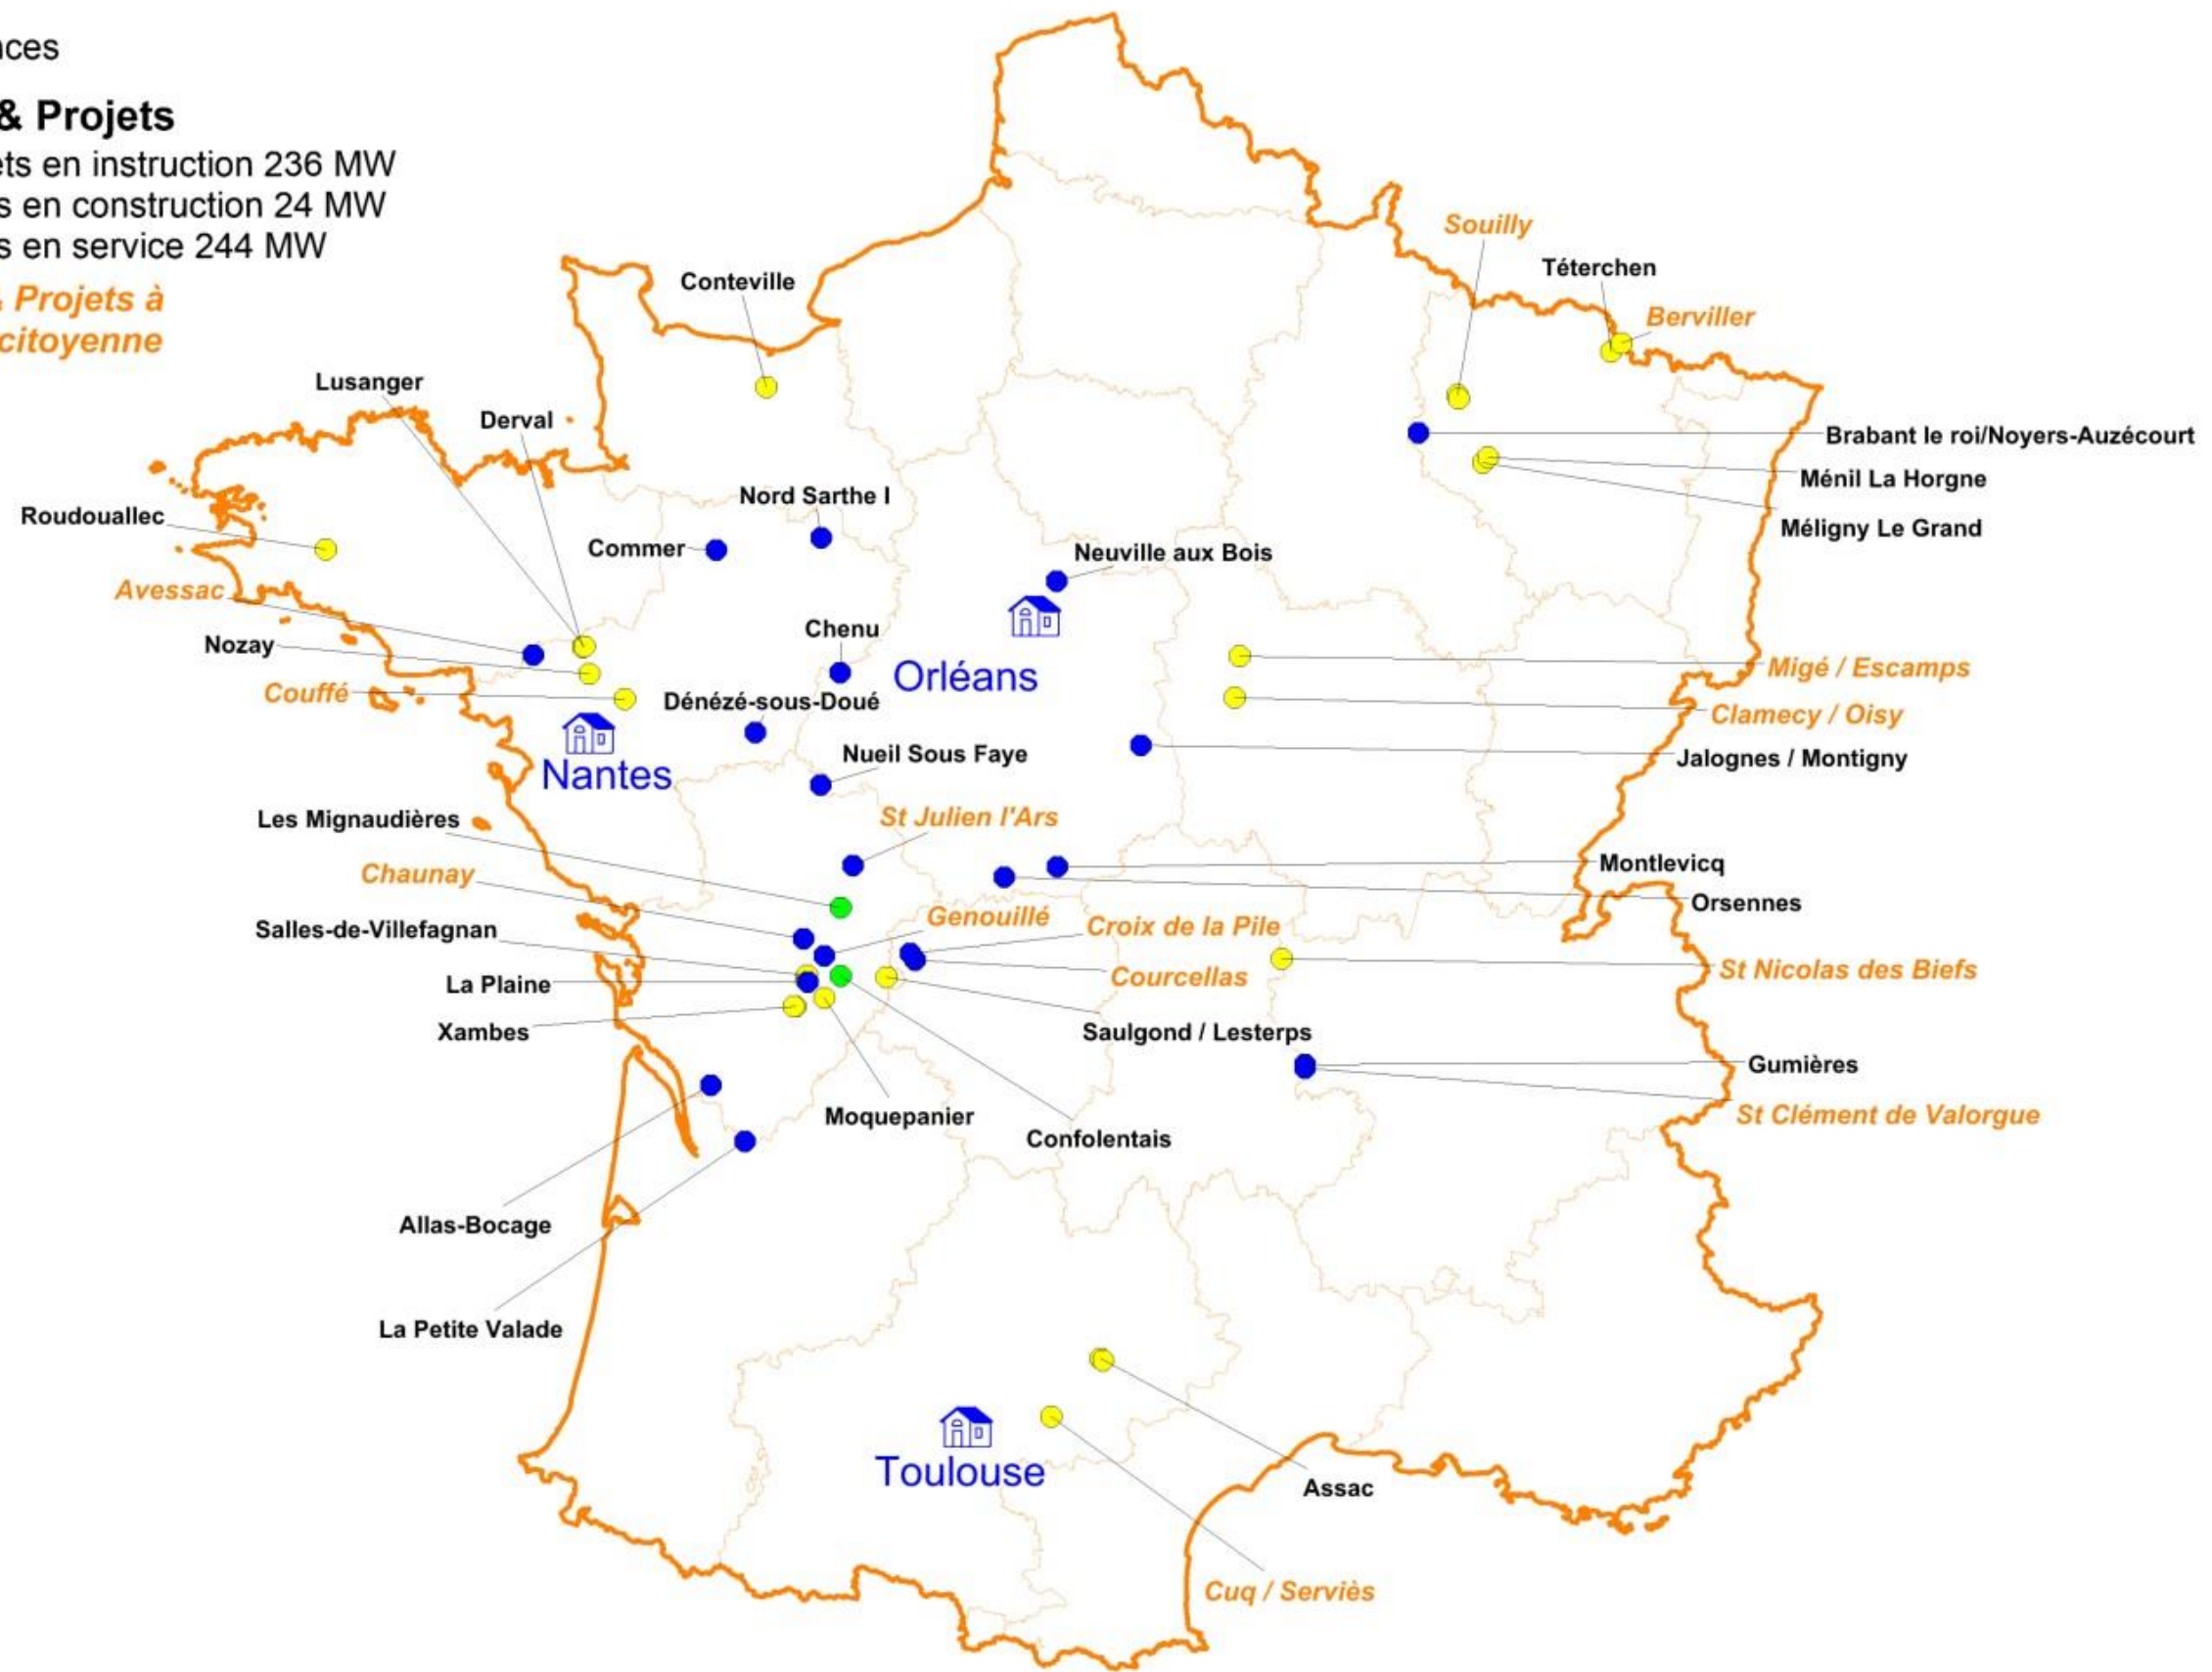 nces
& Projets
ets en instruction 236 MW
s en construction 24 MW
s en service 244 MW
& Projets à
citoyenne
Souilly
Téterchen
Conteville
Berviller
Lusanger
Derval
Brabant le roi/Noyers-Auzécourt
Ménil La Horgne
Nord Sarthe I
Roudouallec
Méligny Le Grand
Commer
Neuville aux Bois
Avessac
Chenu
Nozay
Migé / Escamps
Orléans
Couffé
Dénézé-sous-Doué
Clamecy / Oisy
Nueil Sous Faye
Jalognes / Montigny
Nantes
Les Mignaudières
St Julien l'Ars
Montlevicq
Chaunay
Orsennes
Genouillé
Croix de la Pile
Salles-de-Villefagnan
St Nicolas des Biefs
Courcellas
La Plaine
Xambes
Saulgond / Lesterps
Gumières
Moquepanier
St Clément de Valorgue
Confolentais
Allas-Bocage
La Petite Valade
Toulouse
Assac
Cuq / Serviès